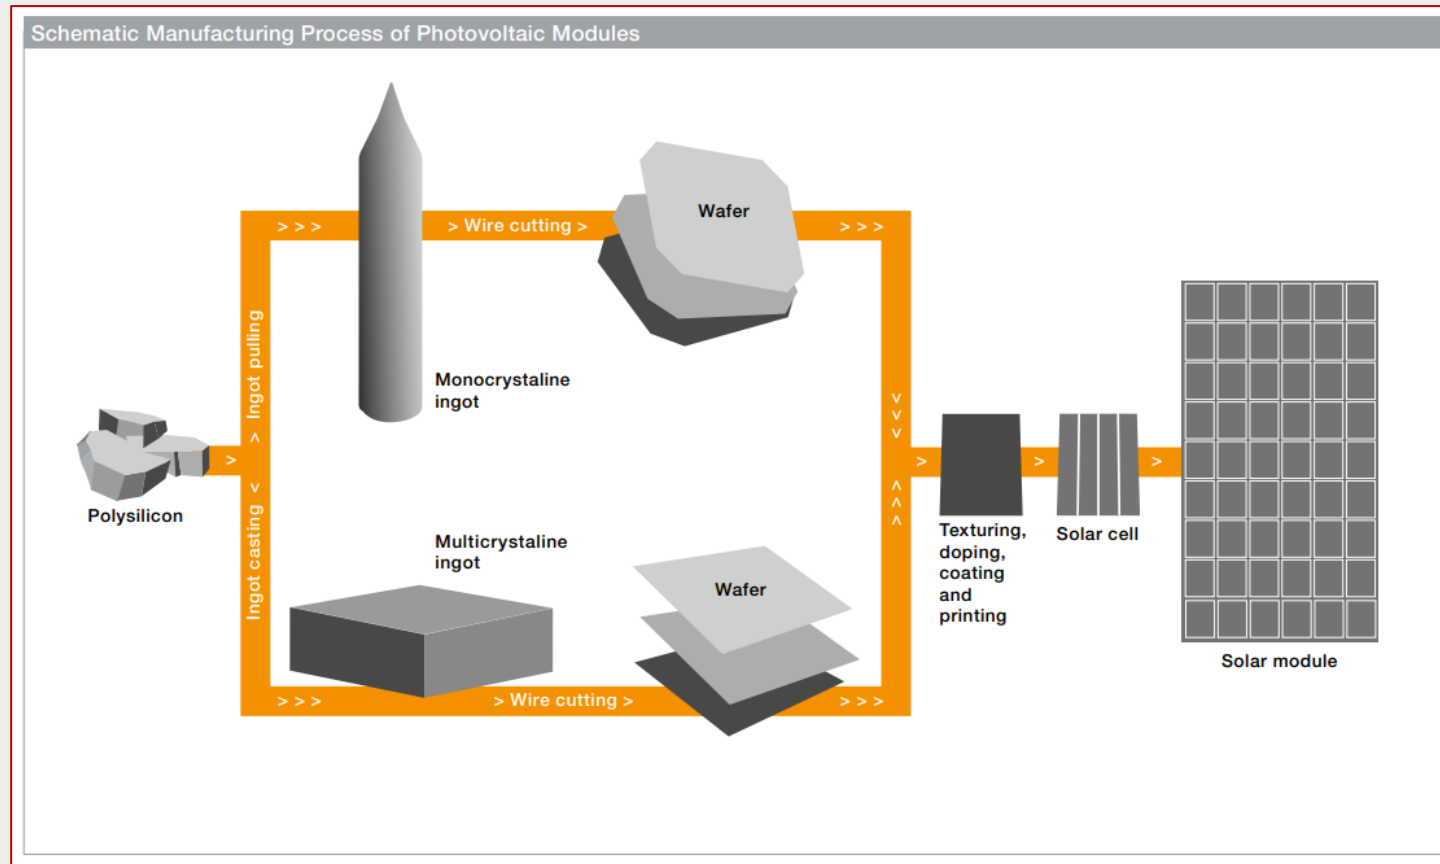 Schematic Manufacturing Process of Photovoltaic Modules
> > >
> Wire cutting >
Wafer
> > >
Ingot pulling
>
Monocrystaline
ingot
Polysilicon
>
Ingot casting <
Multicrystaline
ingot
> > >
> Wire cutting >
Wafer
> > >
> > >
> > >
>
Texturing,
doping,
coating
and
printing
>
Solar cell
>
Solar module